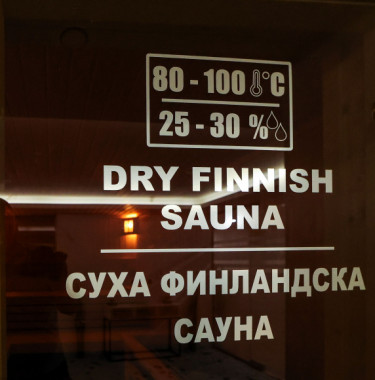 80 - 100 °C
25 - 30 %
DRY FINNISH
SAUNA
СУХА ФИНЛАНДСКА
САУНА